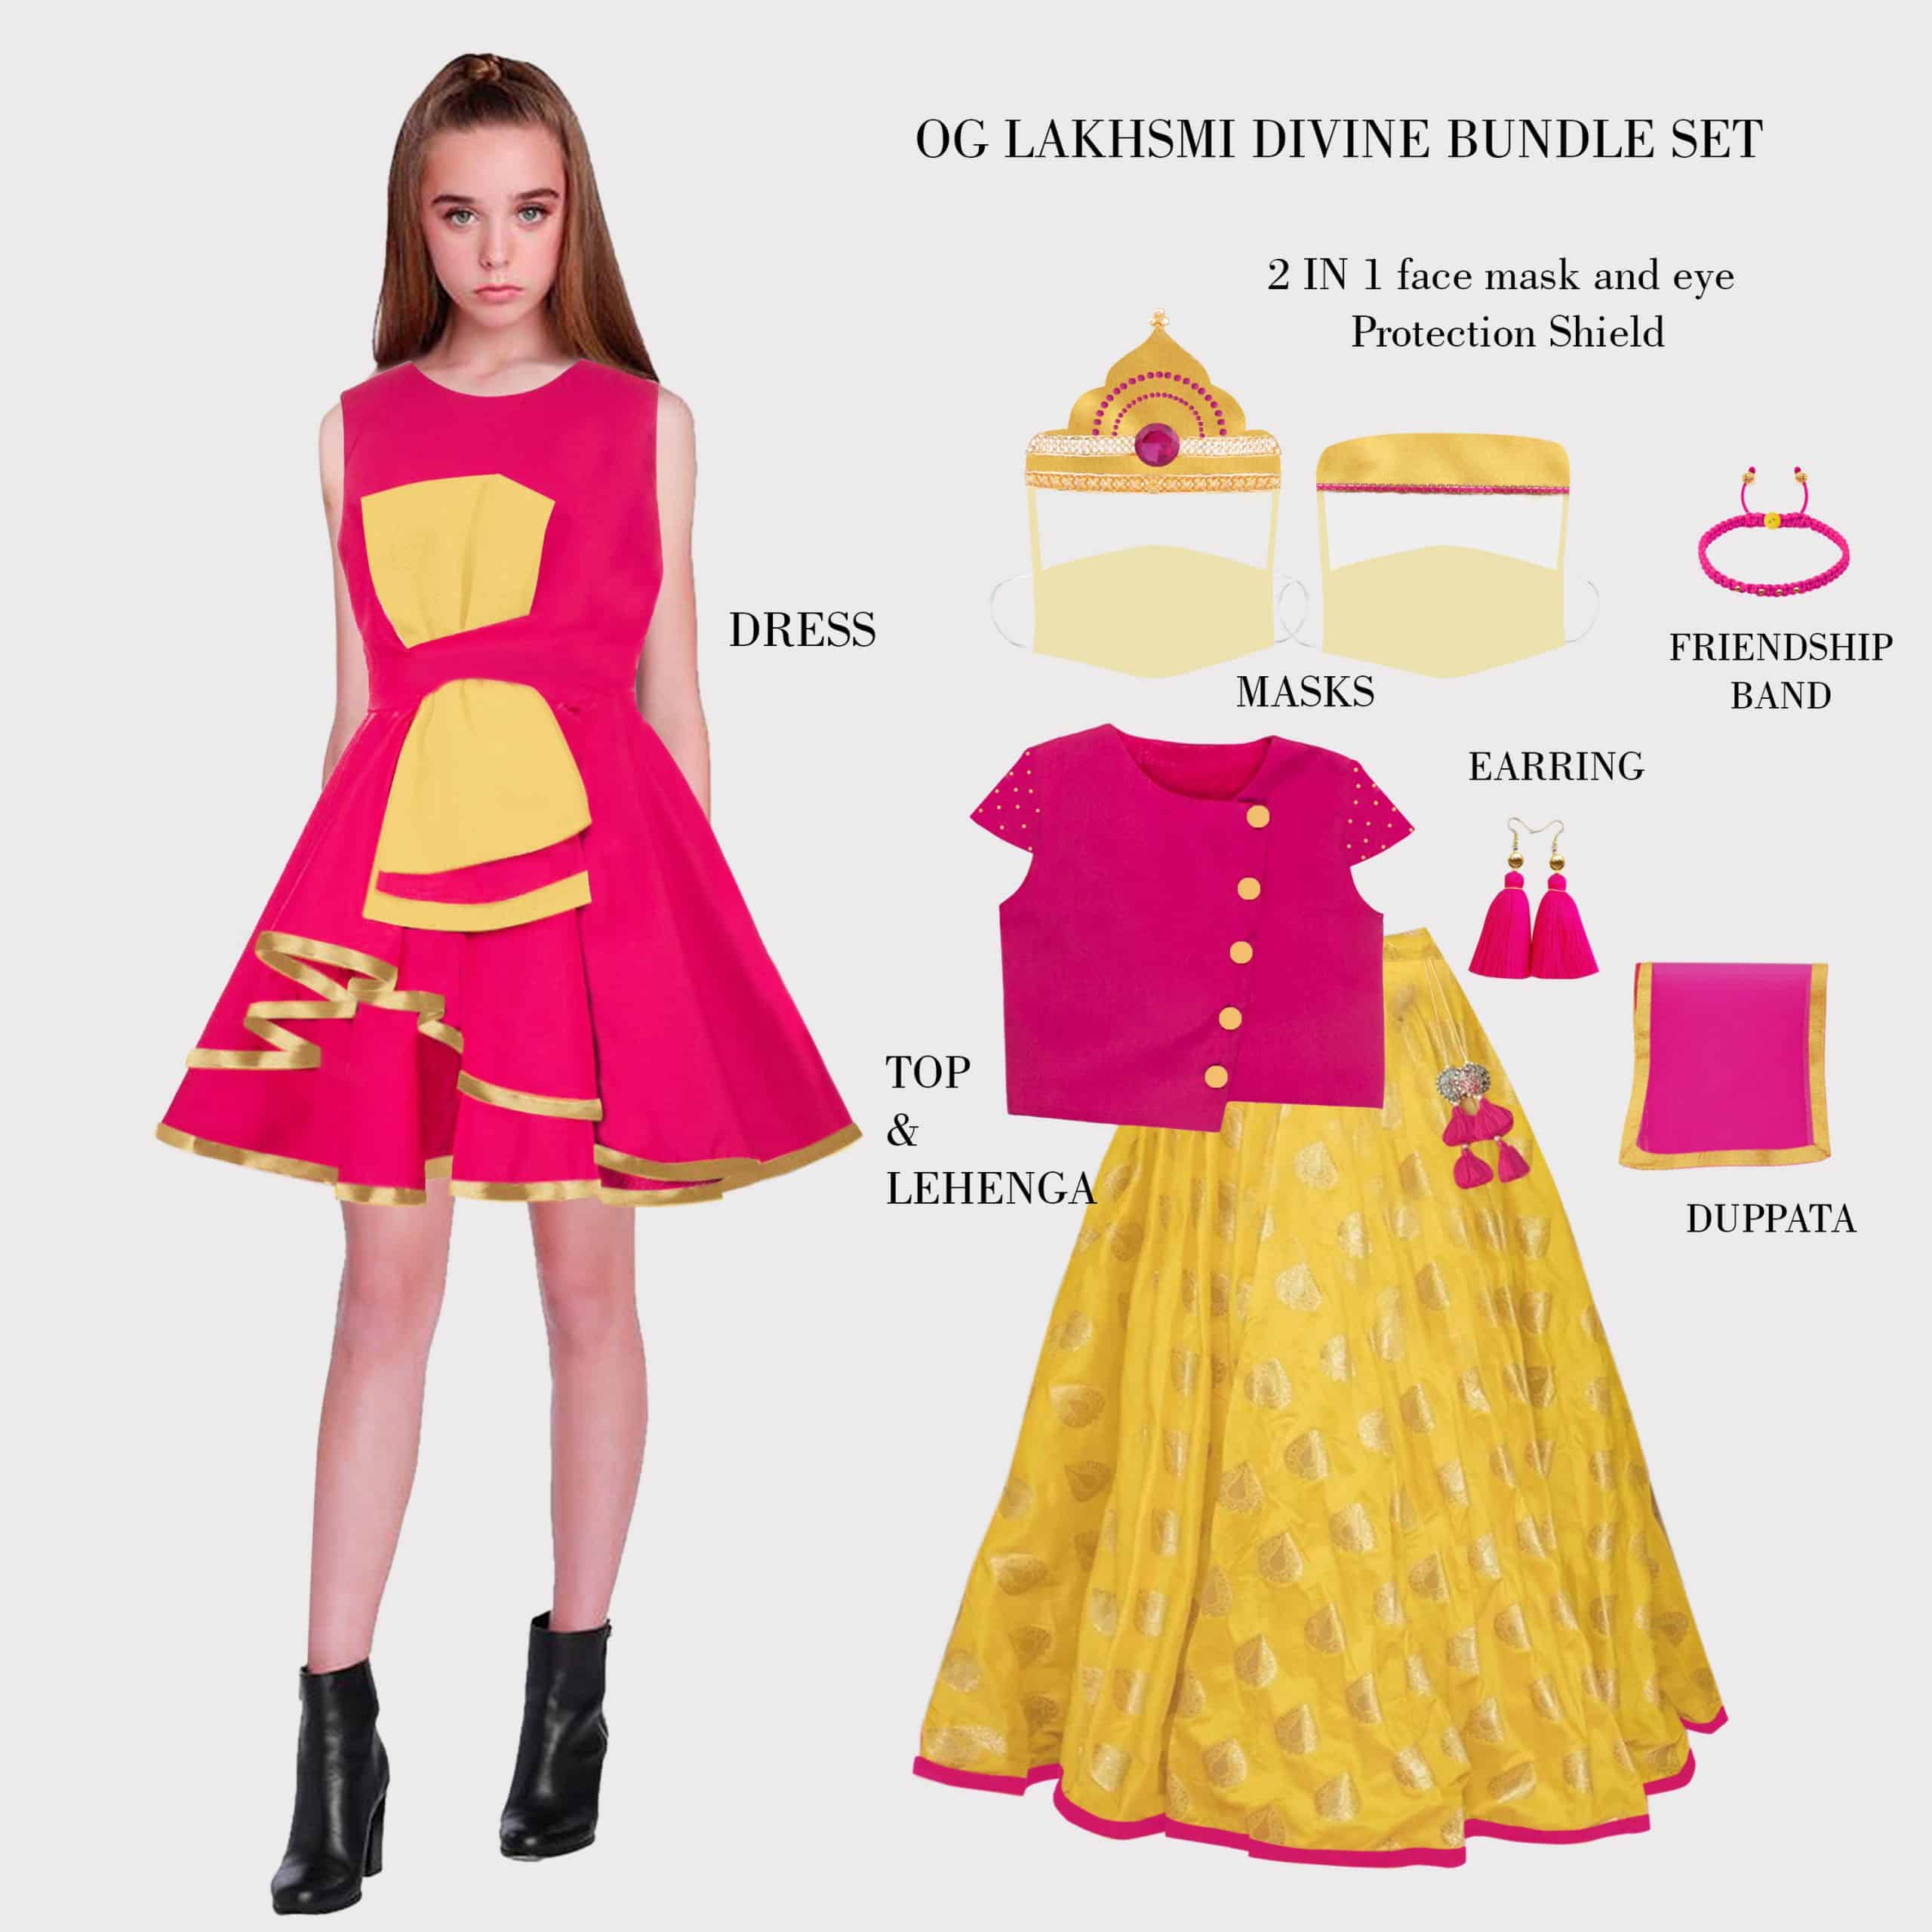 OG LAKHSMI DIVINE BUNDLE SET
2 IN 1 face mask and eye
Protection Shield
DRESS
MASKS
FRIENDSHIP
BAND
EARRING
TOP
&
LEHENGA
DUPPATA